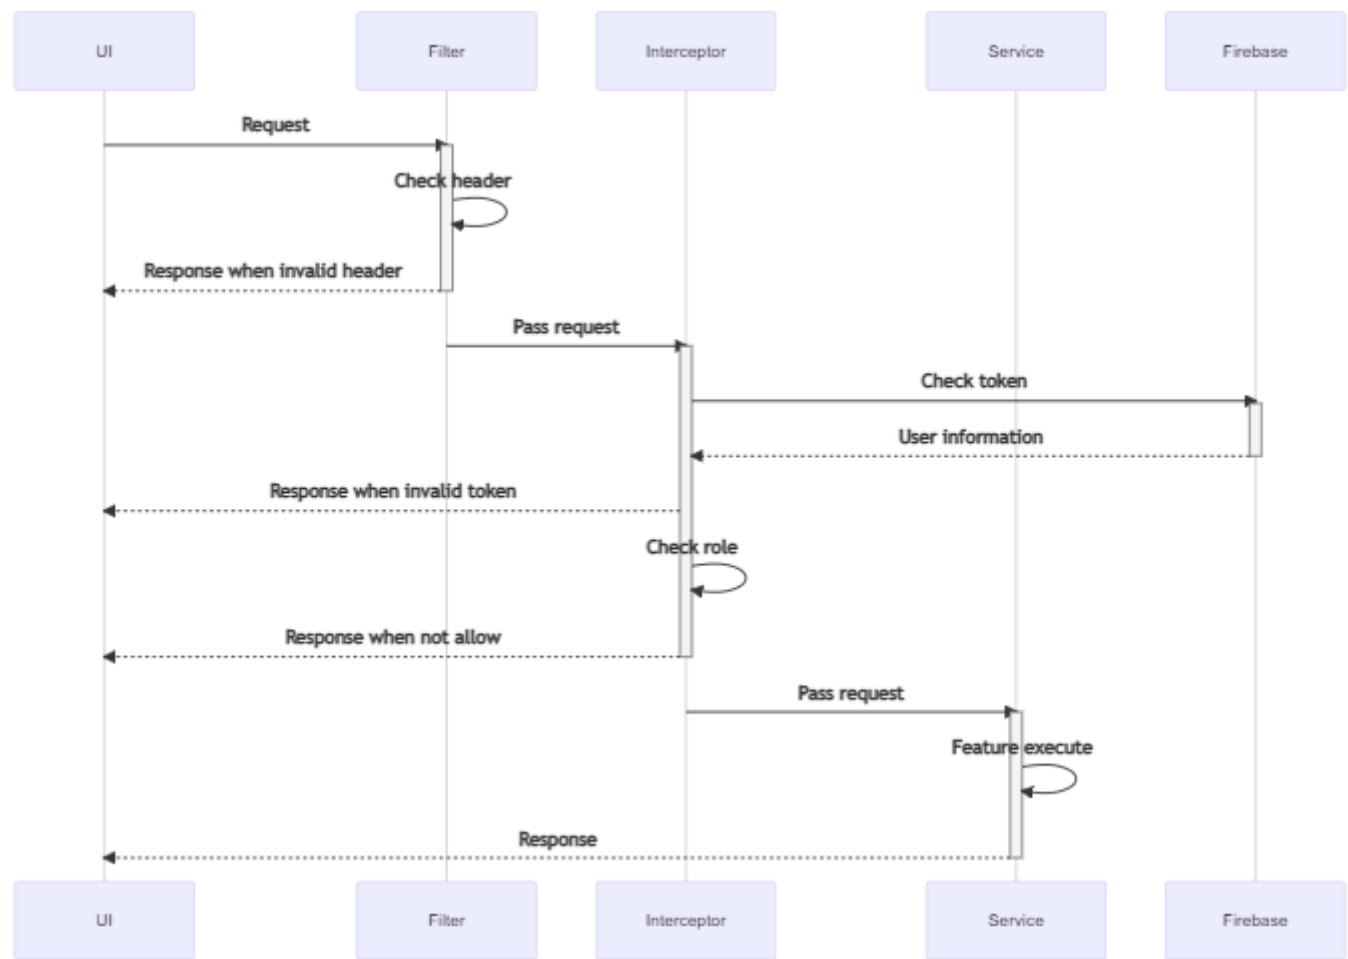 UI
Filter
Interceptor
Service
Firebase
Request
Check header
Response when invalid header
Pass request
Check token
User information
Response when invalid token
Check role
Response when not allow
Pass request
Feature execute
Response
UI
Filter
Interceptor
Service
Firebase